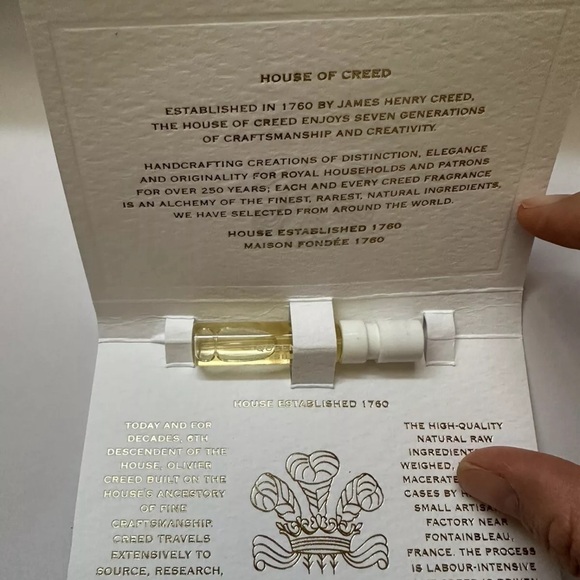 HOUSE OF CREED
ESTABLISHED IN 1760 BY JAMES HENRY CREED,
THE HOUSE OF CREED ENJOYS SEVEN GENERATIONS
OF CRAFTSMANSHIP AND CREATIVITY.
HANDCRAFTING CREATIONS OF DISTINCTION, ELEGANCE
AND ORIGINALITY FOR ROYAL HOUSEHOLDS AND PATRONS
FOR OVER 250 YEARS; EACH AND EVERY CREED FRAGRANCE
IS AN ALCHEMY OF THE FINEST, RAREST, NATURAL INGREDIENTS,
WE HAVE SELECTED FROM AROUND THE WORLD.
HOUSE ESTABLISHED 1760
MAISON FONDÉE 1760
HOUSE ESTABLISHED 1760
TODAY AND FOR
DECADES, 6TH
DESCENDENT OF THE
HOUSE, OLIVIER
CREED BUILT ON THE
HOUSE'S ANCESTORY
OF FINE
CRAFTSMANSHIP.
CREED TRAVELS
EXTENSIVELY TO
SOURCE, RESEARCH,
THE HIGH-QUALITY
NATURAL RAW
WEIGHED,
CASES BY
SMALL
FACTORY NEAR
FONTAINBLEAU,
FRANCE. THE PROCESS
IS LABOUR-INTENSIVE